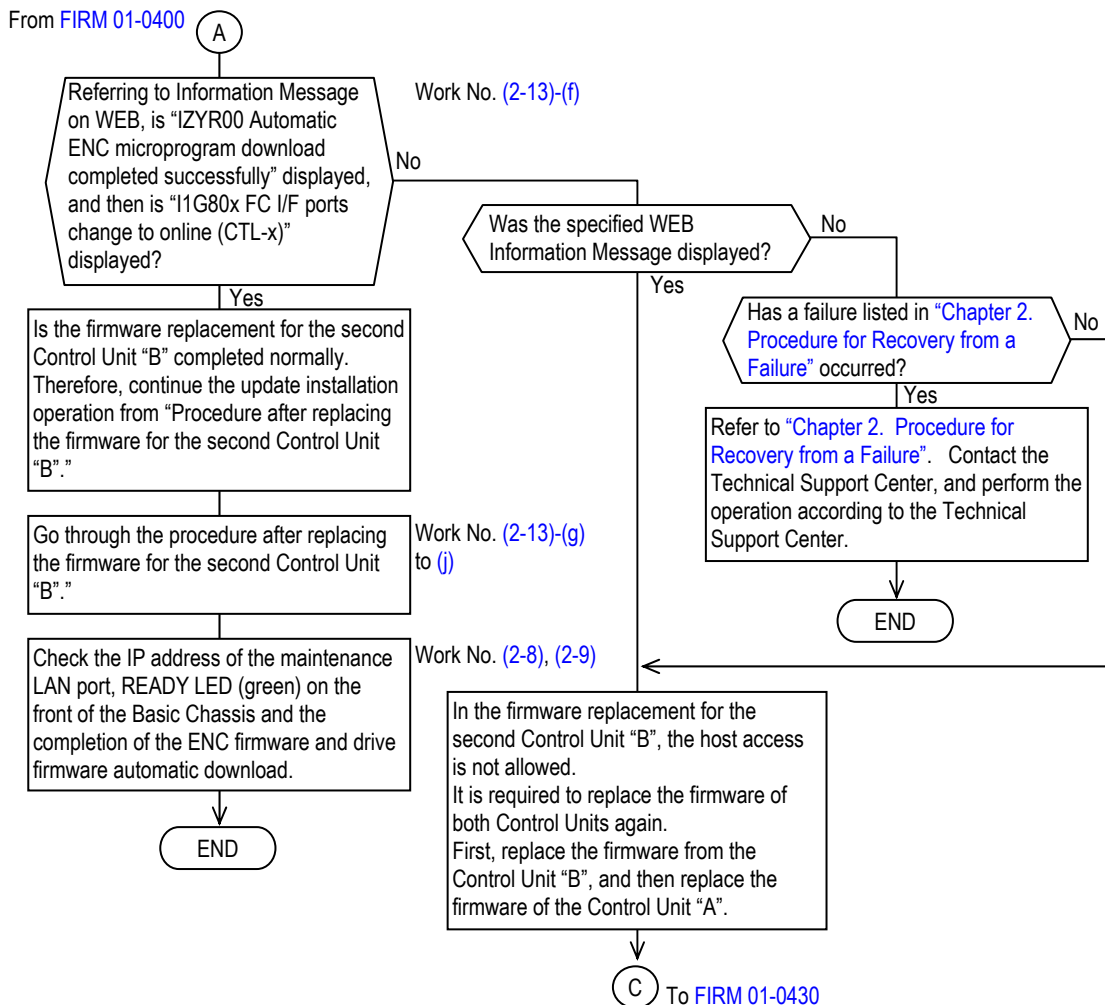 From FIRM 01-0400
A
Referring to Information Message
on WEB, is “IZYR00 Automatic
ENC microprogram download
completed successfully” displayed,
and then is “I1G80x FC I/F ports
change to online (CTL-x)”
displayed?
Work No. (2-13)-(f)
No
Yes
Was the specified WEB
Information Message displayed?
No
Yes
Has a failure listed in “Chapter 2.
Procedure for Recovery from a
Failure” occurred?
No
Yes
Is the firmware replacement for the second
Control Unit “B” completed normally.
Therefore, continue the update installation
operation from “Procedure after replacing
the firmware for the second Control Unit
“B”.”
Refer to “Chapter 2. Procedure for
Recovery from a Failure”. Contact the
Technical Support Center, and perform the
operation according to the Technical
Support Center.
END
Go through the procedure after replacing
the firmware for the second Control Unit
“B”.”
Work No. (2-13)-(g)
to (j)
Check the IP address of the maintenance
LAN port, READY LED (green) on the
front of the Basic Chassis and the
completion of the ENC firmware and drive
firmware automatic download.
Work No. (2-8), (2-9)
END
In the firmware replacement for the
second Control Unit “B”, the host access
is not allowed.
It is required to replace the firmware of
both Control Units again.
First, replace the firmware from the
Control Unit “B”, and then replace the
firmware of the Control Unit “A”.
C
To FIRM 01-0430